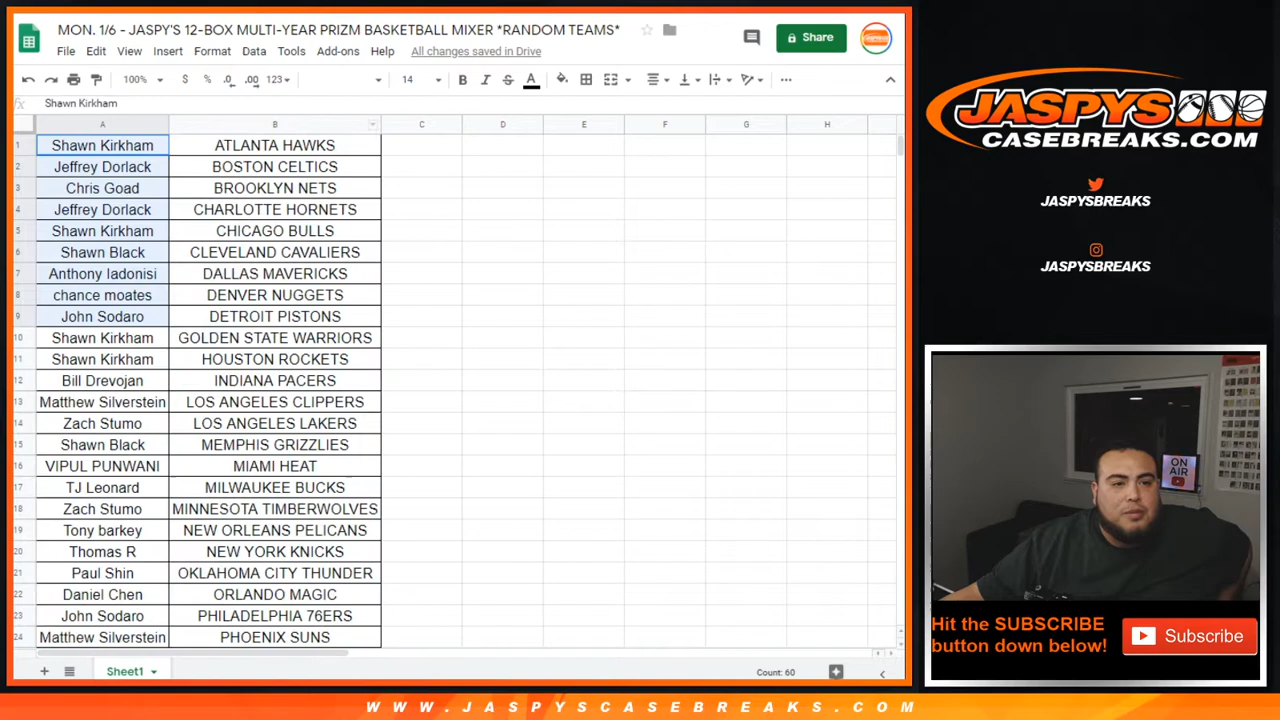 MON. 1/6 - JASPY'S 12-BOX MULTI-YEAR PRIZM BASKETBALL MIXER *RANDOM TEAMS*
File Edit View Insert Format Data Tools Add-ons Help All changes saved in Drive
Share
100% $ % .0 .00 123 14 B I S A
fx Shawn Kirkham
A B C D E F G H
1 Shawn Kirkham ATLANTA HAWKS
2 Jeffrey Dorlack BOSTON CELTICS
3 Chris Goad BROOKLYN NETS
4 Jeffrey Dorlack CHARLOTTE HORNETS
5 Shawn Kirkham CHICAGO BULLS
6 Shawn Black CLEVELAND CAVALIERS
7 Anthony Iadonisi DALLAS MAVERICKS
8 chance moates DENVER NUGGETS
9 John Sodaro DETROIT PISTONS
10 Shawn Kirkham GOLDEN STATE WARRIORS
11 Shawn Kirkham HOUSTON ROCKETS
12 Bill Drevojan INDIANA PACERS
13 Matthew Silverstein LOS ANGELES CLIPPERS
14 Zach Stumo LOS ANGELES LAKERS
15 Shawn Black MEMPHIS GRIZZLIES
16 VIPUL PUNWANI MIAMI HEAT
17 TJ Leonard MILWAUKEE BUCKS
18 Zach Stumo MINNESOTA TIMBERWOLVES
19 Tony barkey NEW ORLEANS PELICANS
20 Thomas R NEW YORK KNICKS
21 Paul Shin OKLAHOMA CITY THUNDER
22 Daniel Chen ORLANDO MAGIC
23 John Sodaro PHILADELPHIA 76ERS
24 Matthew Silverstein PHOENIX SUNS
Sheet1
Count: 60
JASPYS
CASEBREAKS.COM
JASPYSBREAKS
JASPYSBREAKS
ON
AIR
Hit the SUBSCRIBE
button down below!
Subscribe
WWW.JASPYSCASEBREAKS.COM